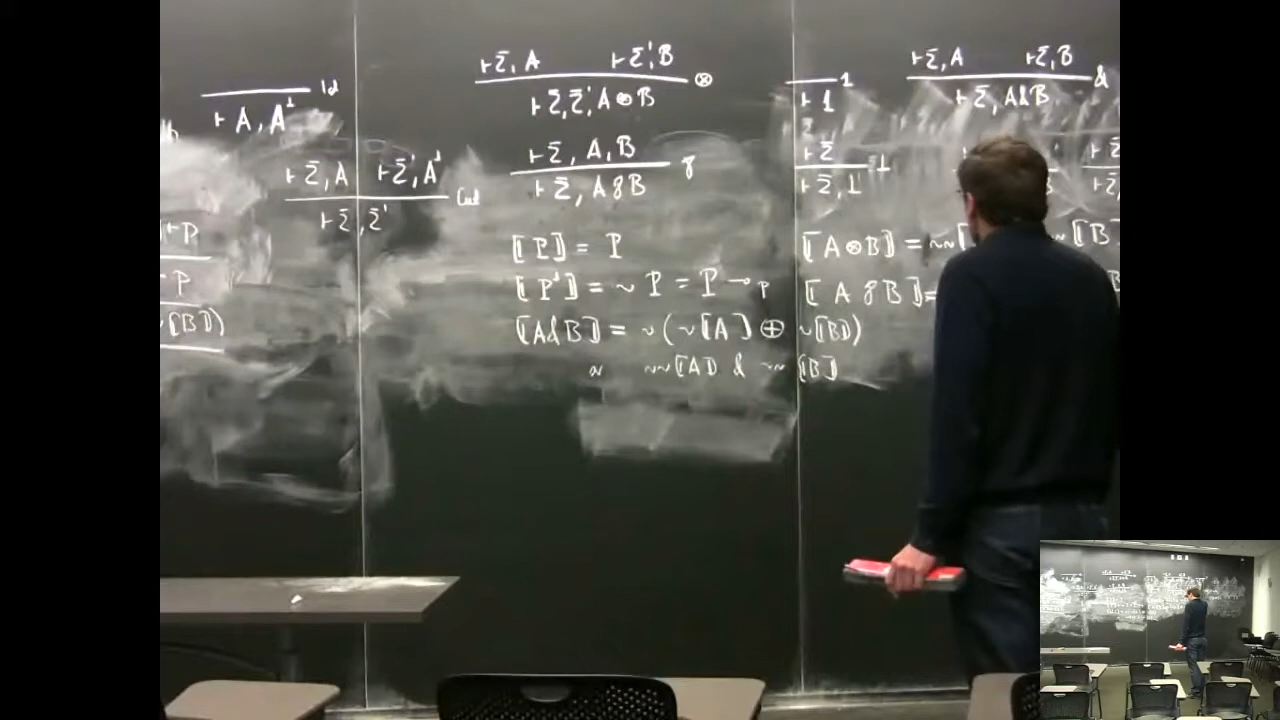 ――― Id
⊢ A, A^⊥
⊢Σ, A ⊢Σ', A^⊥
――― Cut
⊢ Σ, Σ'
⊢P
P
[B])
⊢Σ, A ⊢Σ', B
――― ⊗
⊢ Σ, Σ', A ⊗ B
⊢ Σ, A, B
――― ⅋
⊢ Σ, A ⅋ B
⟦P⟧ = P
⟦P^⊥⟧ = ~ P = P ⊸ p
⟦A&B⟧ = ~(~⟦A⟧ ⊕ ~⟦B⟧)
~ ~~⟦A⟧ & ~~⟦B⟧
――― 1
⊢ 1
⊢Σ
――― ⊥
⊢ Σ, ⊥
⊢Σ, A ⊢Σ, B
――― &
⊢ Σ, A&B
⊢Σ
⊢Σ,
⟦A⊗B⟧ = ~~⟦ ~⟦B
⟦A ⅋ B⟧ =